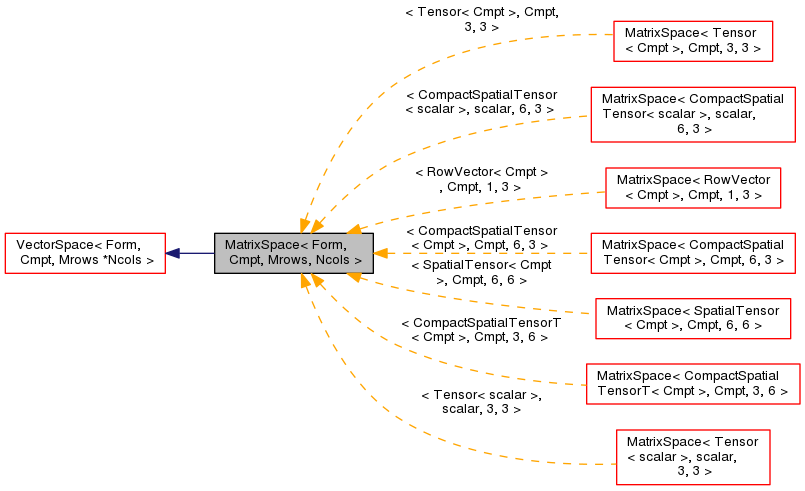 < Tensor< Cmpt >, Cmpt,
3, 3 >
MatrixSpace< Tensor
< Cmpt >, Cmpt, 3, 3 >
< CompactSpatialTensor
< scalar >, scalar, 6, 3 >
MatrixSpace< CompactSpatial
Tensor< scalar >, scalar,
6, 3 >
< RowVector< Cmpt >
, Cmpt, 1, 3 >
MatrixSpace< RowVector
< Cmpt >, Cmpt, 1, 3 >
VectorSpace< Form,
Cmpt, Mrows *Ncols >
MatrixSpace< Form,
Cmpt, Mrows, Ncols >
< CompactSpatialTensor
< Cmpt >, Cmpt, 6, 3 >
MatrixSpace< CompactSpatial
Tensor< Cmpt >, Cmpt, 6, 3 >
< SpatialTensor< Cmpt
>, Cmpt, 6, 6 >
MatrixSpace< SpatialTensor
< Cmpt >, Cmpt, 6, 6 >
< CompactSpatialTensorT
< Cmpt >, Cmpt, 3, 6 >
MatrixSpace< CompactSpatial
TensorT< Cmpt >, Cmpt, 3, 6 >
< Tensor< scalar >,
scalar, 3, 3 >
MatrixSpace< Tensor
< scalar >, scalar,
3, 3 >